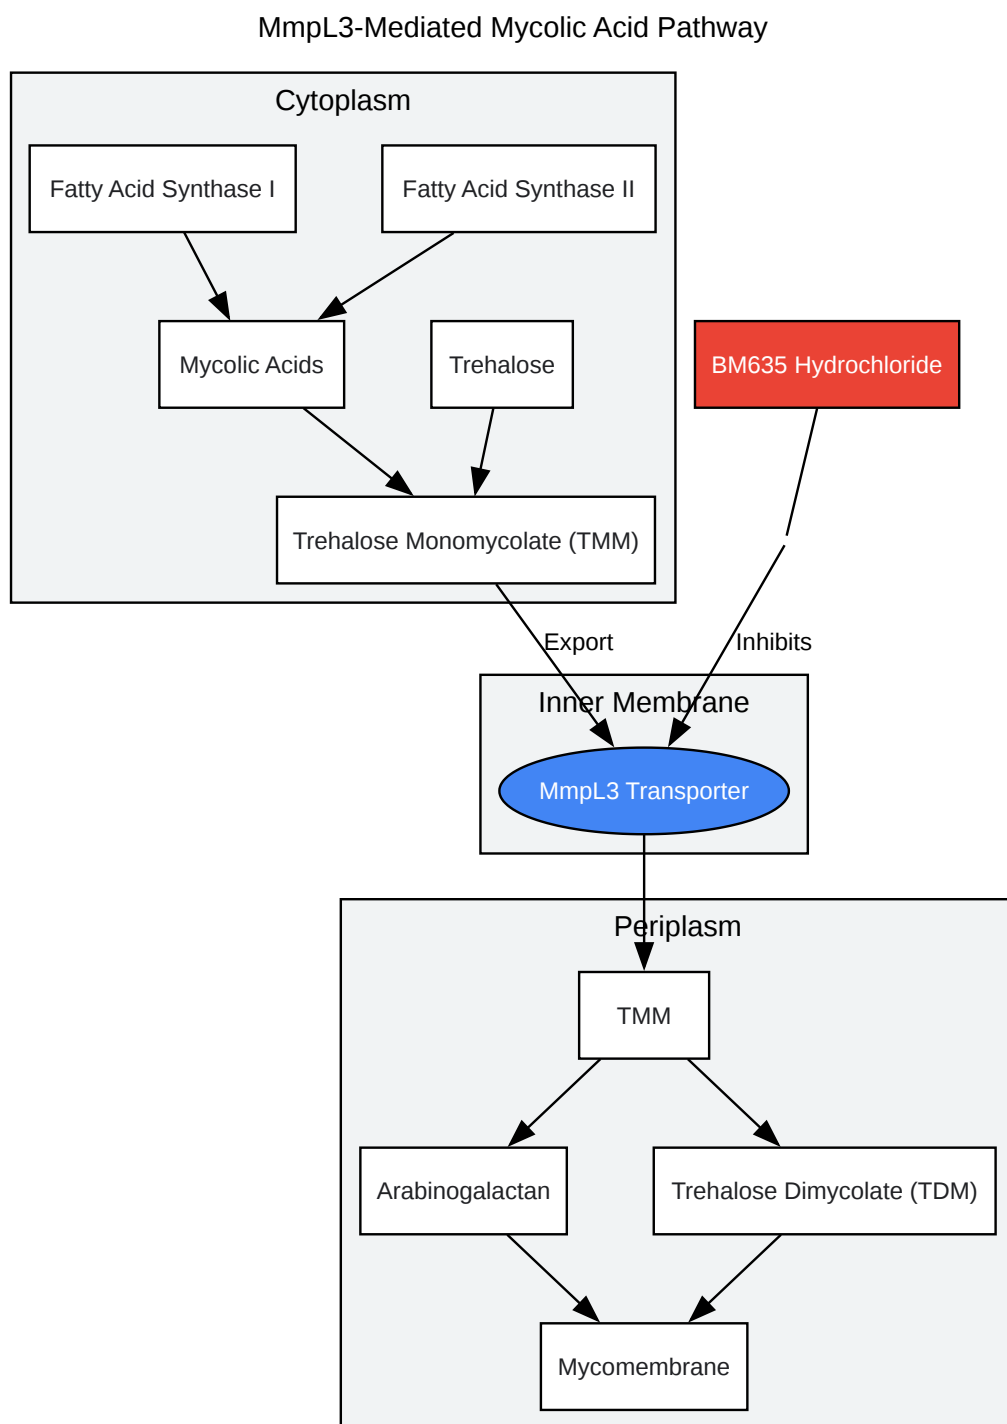 MmpL3-Mediated Mycolic Acid Pathway
Cytoplasm
Fatty Acid Synthase I
Fatty Acid Synthase II
Mycolic Acids
Trehalose
BM635 Hydrochloride
Trehalose Monomycolate (TMM)
Export
Inhibits
Inner Membrane
MmpL3 Transporter
Periplasm
TMM
Arabinogalactan
Trehalose Dimycolate (TDM)
Mycomembrane